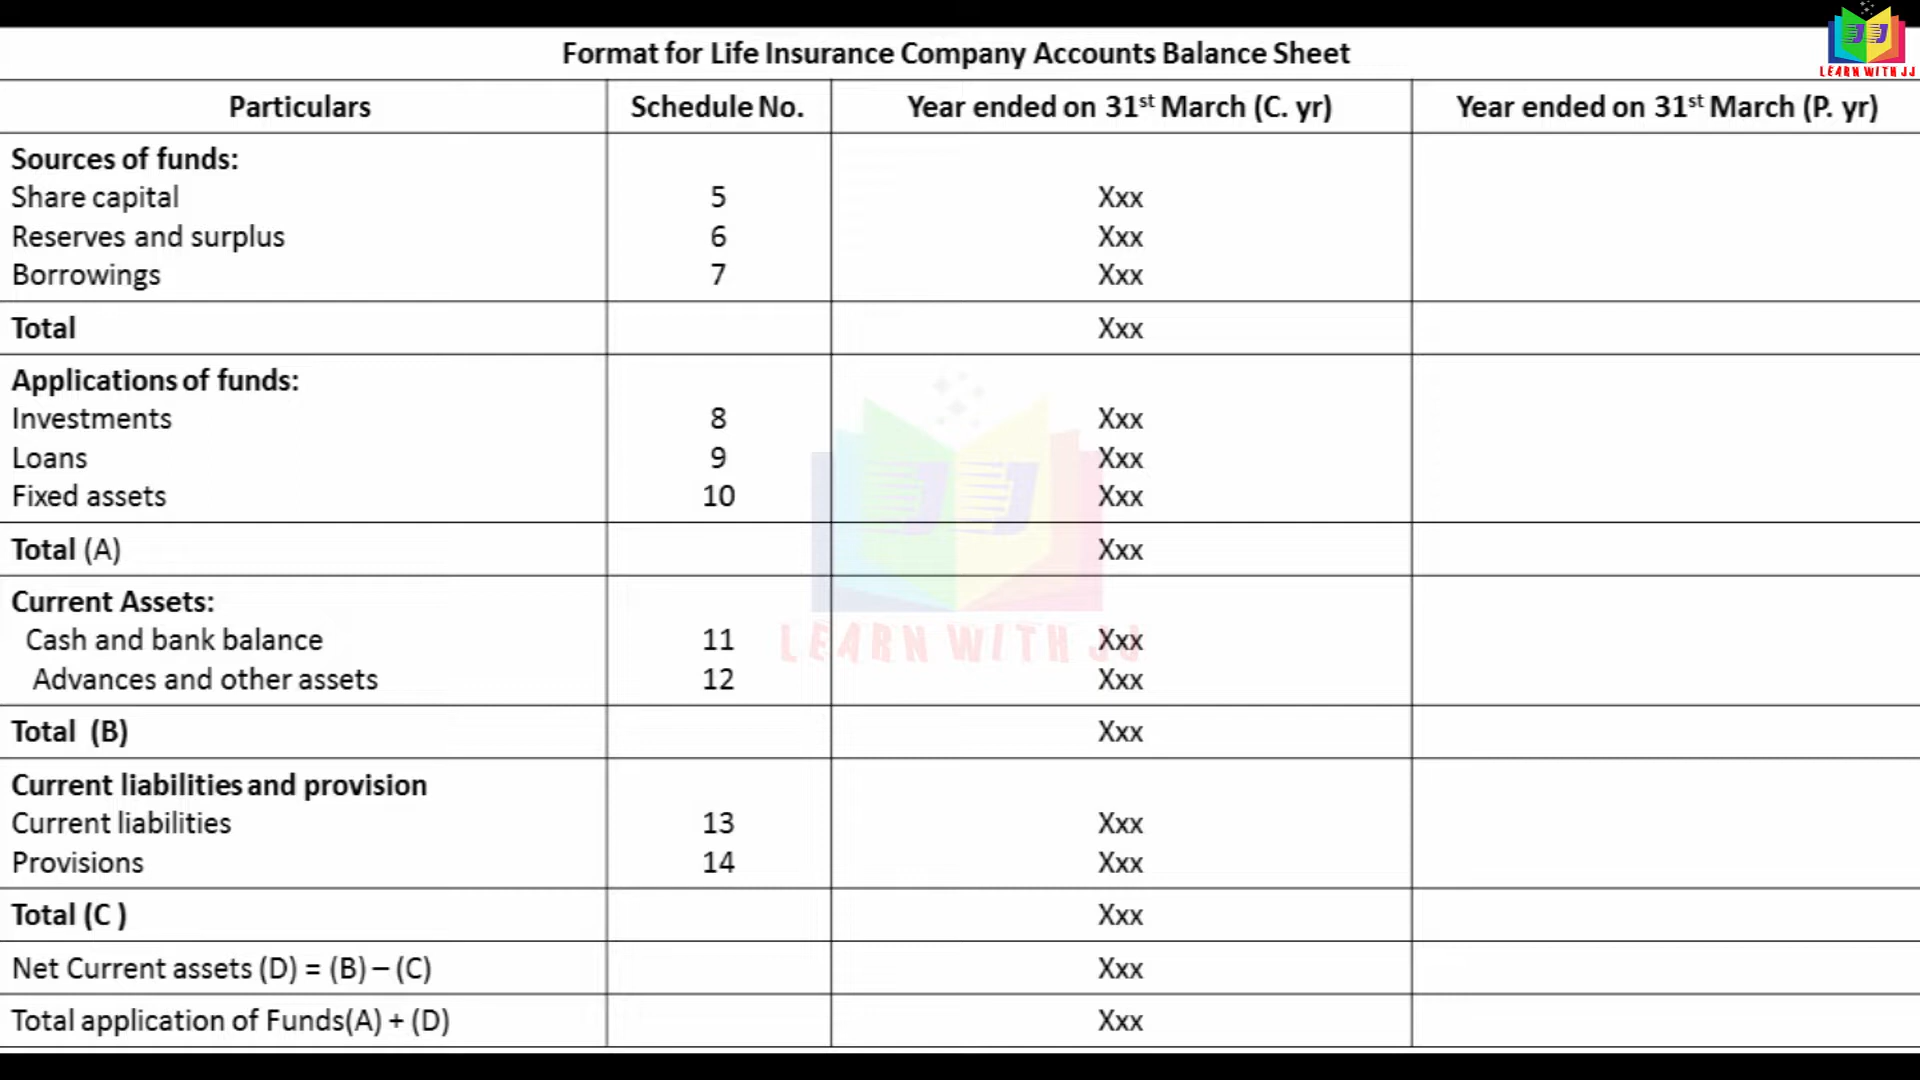 LEARN WITH JJ
Format for Life Insurance Company Accounts Balance Sheet
Particulars Schedule No. Year ended on 31st March (C. yr) Year ended on 31st March (P. yr)
Sources of funds:
Share capital 5 Xxx
Reserves and surplus 6 Xxx
Borrowings 7 Xxx
Total Xxx
Applications of funds:
Investments 8 Xxx
Loans 9 Xxx
Fixed assets 10 Xxx
Total (A) Xxx
Current Assets:
Cash and bank balance 11 Xxx
Advances and other assets 12 Xxx
Total (B) Xxx
Current liabilities and provision
Current liabilities 13 Xxx
Provisions 14 Xxx
Total (C ) Xxx
Net Current assets (D) = (B) – (C) Xxx
Total application of Funds(A) + (D) Xxx
JJ
LEARN WITH JJ